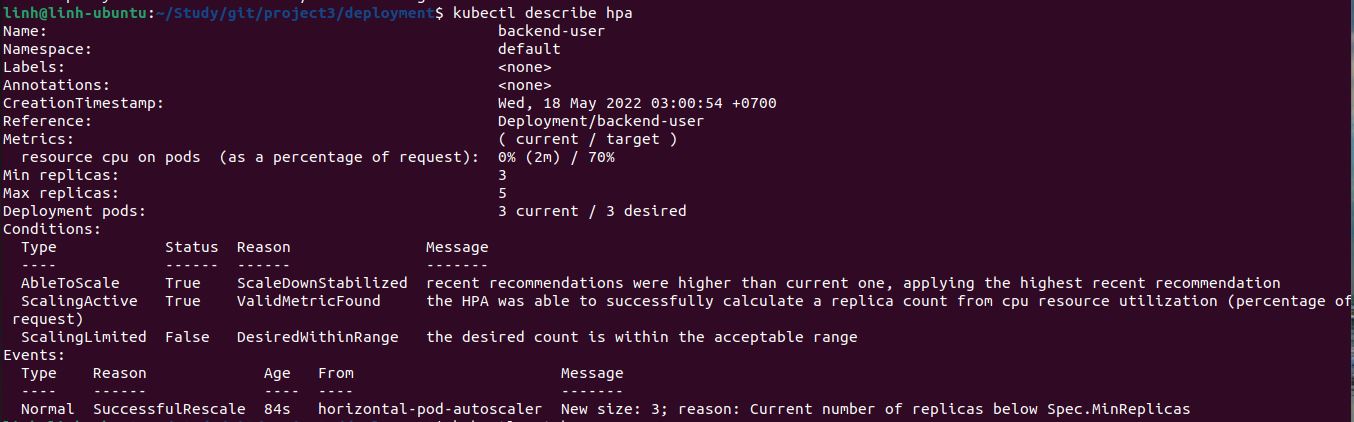 linh@linh-ubuntu:~/Study/git/project3/deployment$ kubectl describe hpa
Name:                                                  backend-user
Namespace:                                             default
Labels:                                                <none>
Annotations:                                           <none>
CreationTimestamp:                                     Wed, 18 May 2022 03:00:54 +0700
Reference:                                             Deployment/backend-user
Metrics:                                               ( current / target )
  resource cpu on pods  (as a percentage of request):  0% (2m) / 70%
Min replicas:                                          3
Max replicas:                                          5
Deployment pods:                                       3 current / 3 desired
Conditions:
  Type            Status  Reason               Message
  ----            ------  ------               -------
  AbleToScale     True    ScaleDownStabilized  recent recommendations were higher than current one, applying the highest recent recommendation
  ScalingActive   True    ValidMetricFound     the HPA was able to successfully calculate a replica count from cpu resource utilization (percentage of
 request)
  ScalingLimited  False   DesiredWithinRange   the desired count is within the acceptable range
Events:
  Type    Reason             Age   From                       Message
  ----    ------             ----  ----                       -------
  Normal  SuccessfulRescale  84s   horizontal-pod-autoscaler  New size: 3; reason: Current number of replicas below Spec.MinReplicas